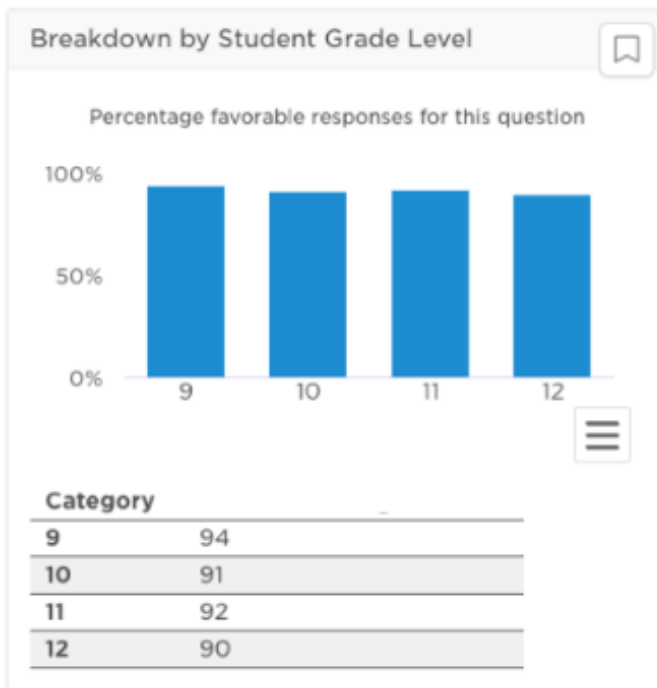 Breakdown by Student Grade Level
Percentage favorable responses for this question
100%
50%
0%
9 10 11 12
Category
9 94
10 91
11 92
12 90